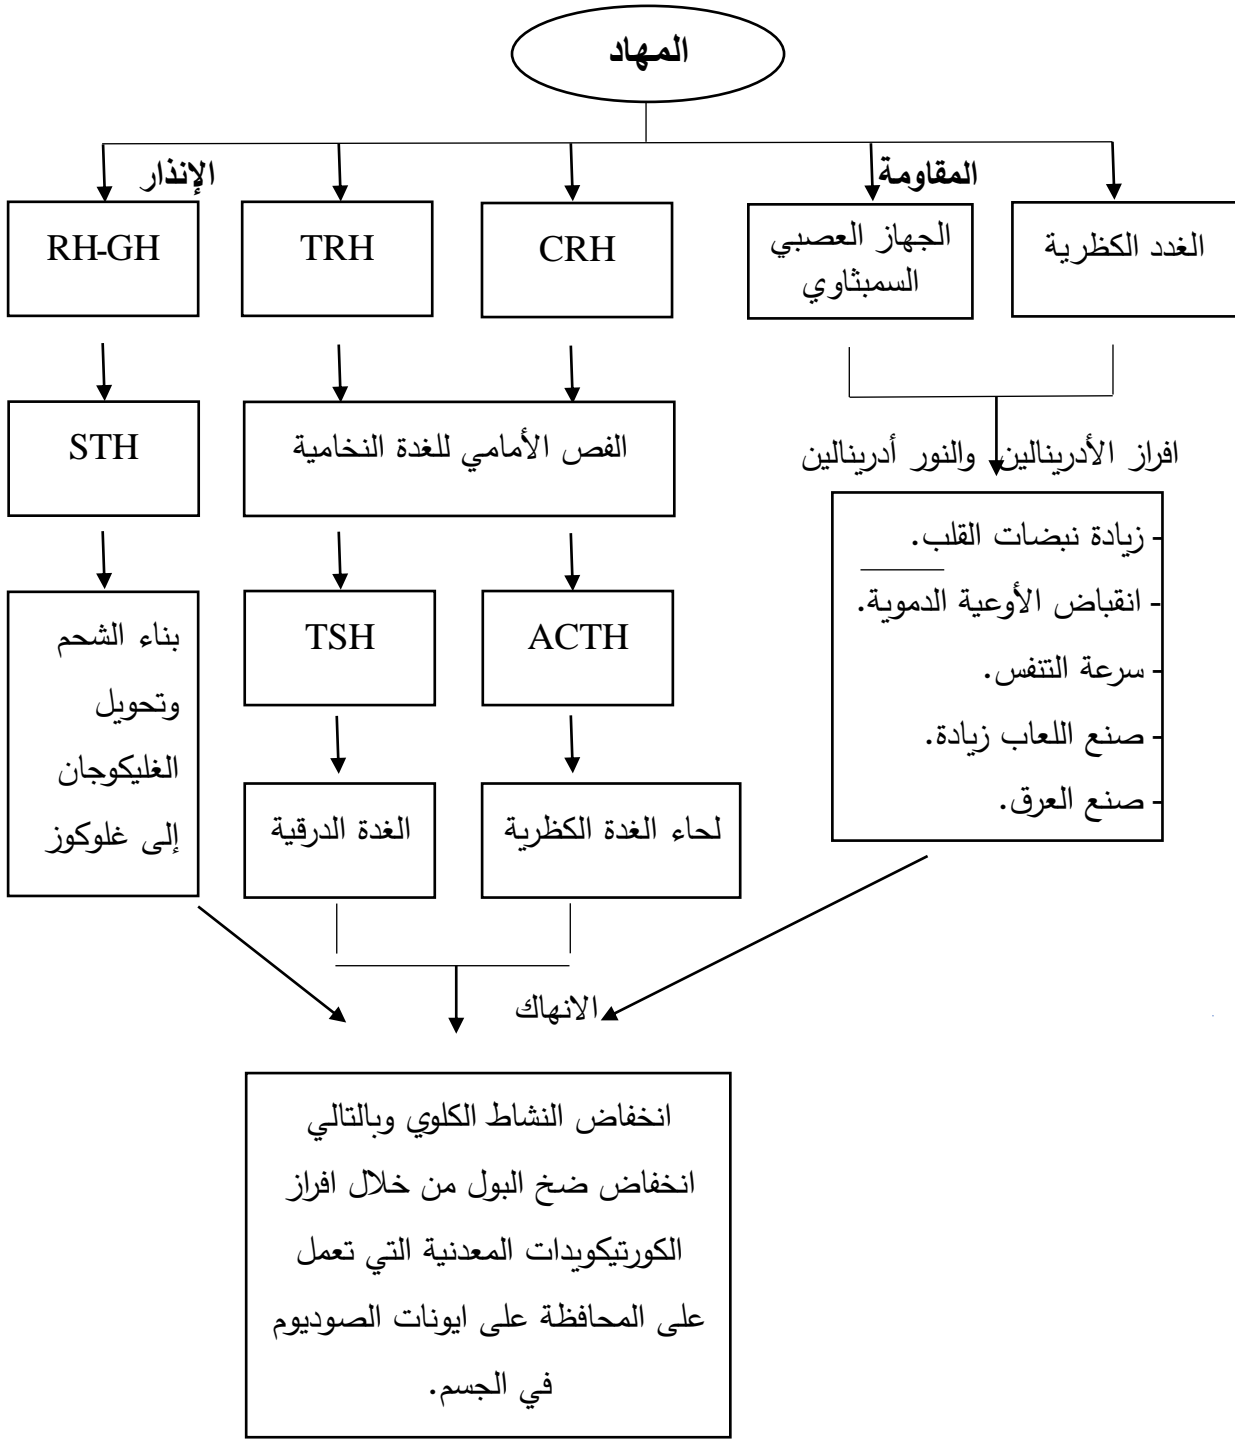 المهاد
المقاومة
الإنذار
الغدد الكظرية
الجهاز العصبي
السمبثاوي
CRH
TRH
RH-GH
افراز الأدرينالين والنور أدرينالين
الفص الأمامي للغدة النخامية
STH
- زيادة نبضات القلب.
- انقباض الأوعية الدموية.
- سرعة التنفس.
- صنع اللعاب زيادة.
- صنع العرق.
ACTH
TSH
بناء الشحم
وتحويل
الغليكوجان
إلى غلوكوز
لحاء الغدة الكظرية
الغدة الدرقية
الانهاك
انخفاض النشاط الكلوي وبالتالي
انخفاض ضخ البول من خلال افراز
الكورتيكويدات المعدنية التي تعمل
على المحافظة على ايونات الصوديوم
في الجسم.